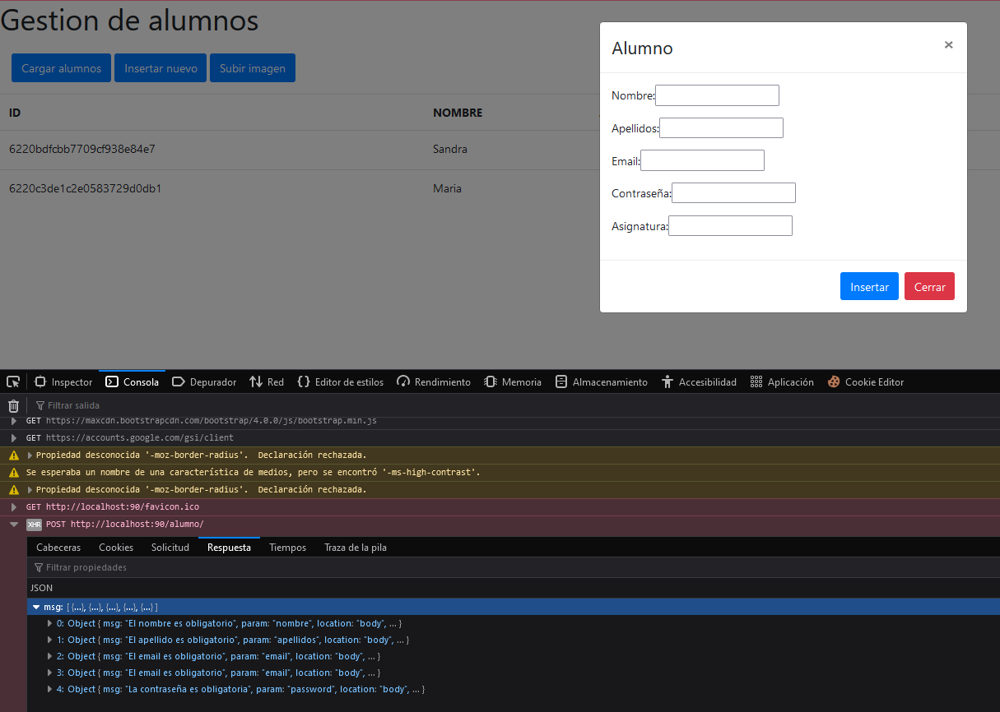 Gestion de alumnos
Cargar alumnos Insertar nuevo Subir imagen
ID NOMBRE
6220bdfcbb7709cf938e84e7 Sandra
6220c3de1c2e0583729d0db1 Maria
Alumno ×
Nombre:
Apellidos:
Email:
Contraseña:
Asignatura:
Insertar Cerrar
Inspector Consola Depurador Red Editor de estilos Rendimiento Memoria Almacenamiento Accesibilidad Aplicación Cookie Editor
Filtrar salida
GET https://maxcdn.bootstrapcdn.com/bootstrap/4.0.0/js/bootstrap.min.js
GET https://accounts.google.com/gsi/client
Propiedad desconocida '-moz-border-radius'. Declaración rechazada.
Se esperaba un nombre de una característica de medios, pero se encontró '-ms-high-contrast'.
Propiedad desconocida '-moz-border-radius'. Declaración rechazada.
GET http://localhost:90/favicon.ico
XHR POST http://localhost:90/alumno/
Cabeceras Cookies Solicitud Respuesta Tiempos Traza de la pila
Filtrar propiedades
JSON
msg: [ {…}, {…}, {…}, {…}, {…} ]
0: Object { msg: "El nombre es obligatorio", param: "nombre", location: "body", … }
1: Object { msg: "El apellido es obligatorio", param: "apellidos", location: "body", … }
2: Object { msg: "El email es obligatorio", param: "email", location: "body", … }
3: Object { msg: "El email es obligatorio", param: "email", location: "body", … }
4: Object { msg: "La contraseña es obligatoria", param: "password", location: "body", … }